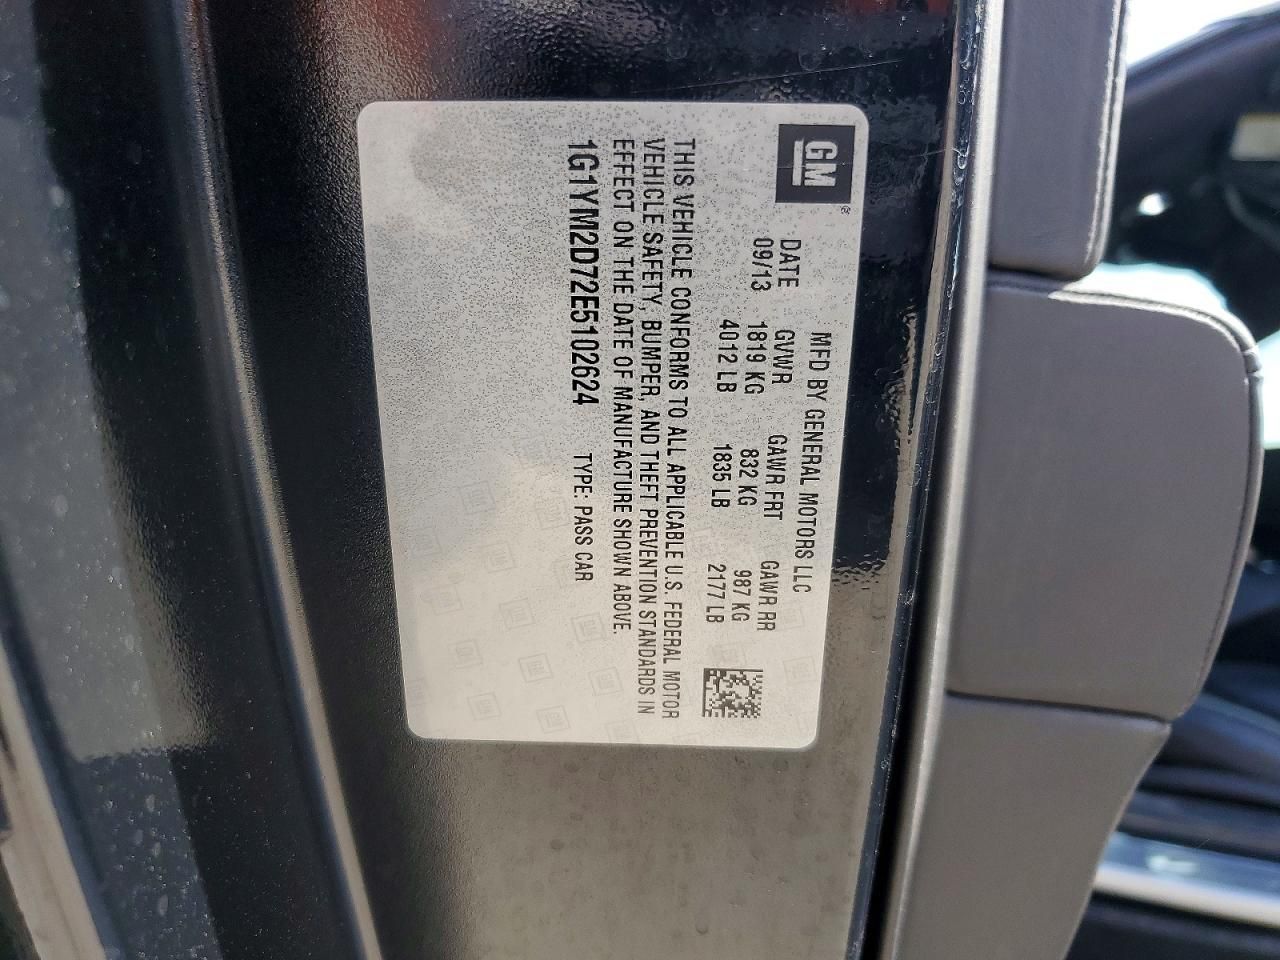 GM®
MFD BY GENERAL MOTORS LLC
DATE GVWR GAWR FRT GAWR RR
09/13 1819 KG 832 KG 987 KG
4012 LB 1835 LB 2177 LB
THIS VEHICLE CONFORMS TO ALL APPLICABLE U.S. FEDERAL MOTOR
VEHICLE SAFETY, BUMPER, AND THEFT PREVENTION STANDARDS IN
EFFECT ON THE DATE OF MANUFACTURE SHOWN ABOVE.
1G1YM2D72E5102624 TYPE: PASS CAR